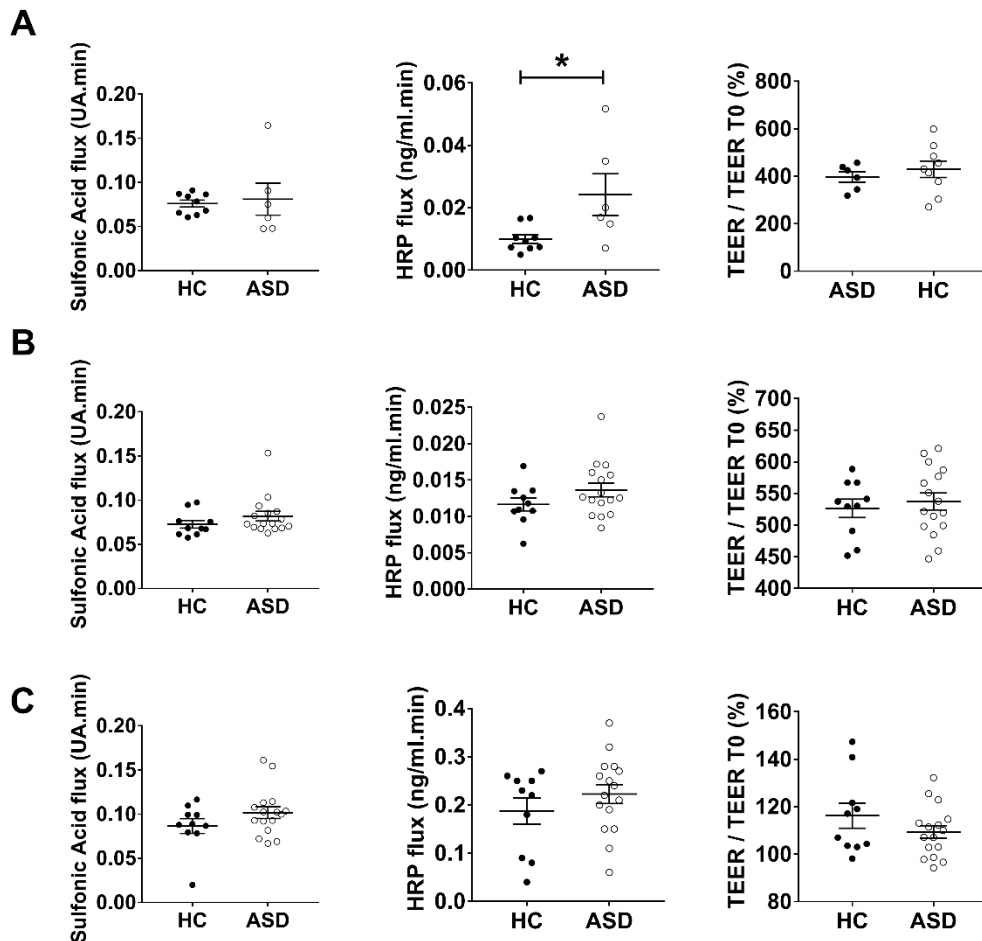 A
Sulfonic Acid flux (UA.min)
0.20
0.15
0.10
0.05
0.00
HC ASD
HRP flux (ng/ml.min)
0.06
0.04
0.02
0.000
*
HC ASD
TEER / TEER T0 (%)
800
600
400
200
0
ASD HC
B
Sulfonic Acid flux (UA.min)
0.20
0.15
0.10
0.05
0.00
HC ASD
HRP flux (ng/ml.min)
0.025
0.020
0.015
0.010
0.005
0.000
HC ASD
TEER / TEER T0 (%)
700
650
600
550
500
450
400
HC ASD
C
Sulfonic Acid flux (UA.min)
0.20
0.15
0.10
0.05
0.00
HC ASD
HRP flux (ng/ml.min)
0.4
0.3
0.2
0.1
0.0
HC ASD
TEER / TEER T0 (%)
160
140
120
100
80
HC ASD